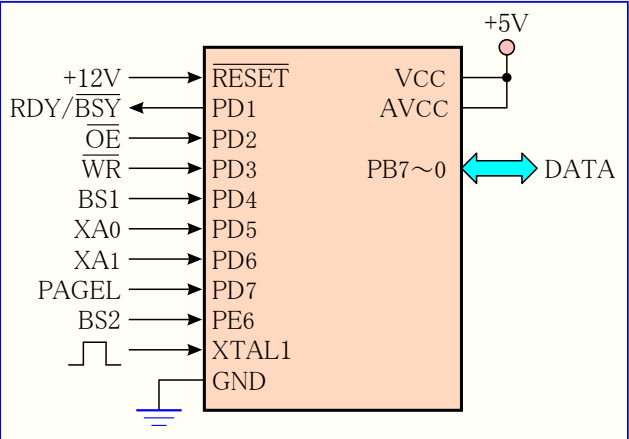 +5V
+12V RESET VCC
RDY/BSY PD1 AVCC
OE PD2
WR PD3 PB7～0 DATA
BS1 PD4
XA0 PD5
XA1 PD6
PAGEL PD7
BS2 PE6
XTAL1
GND